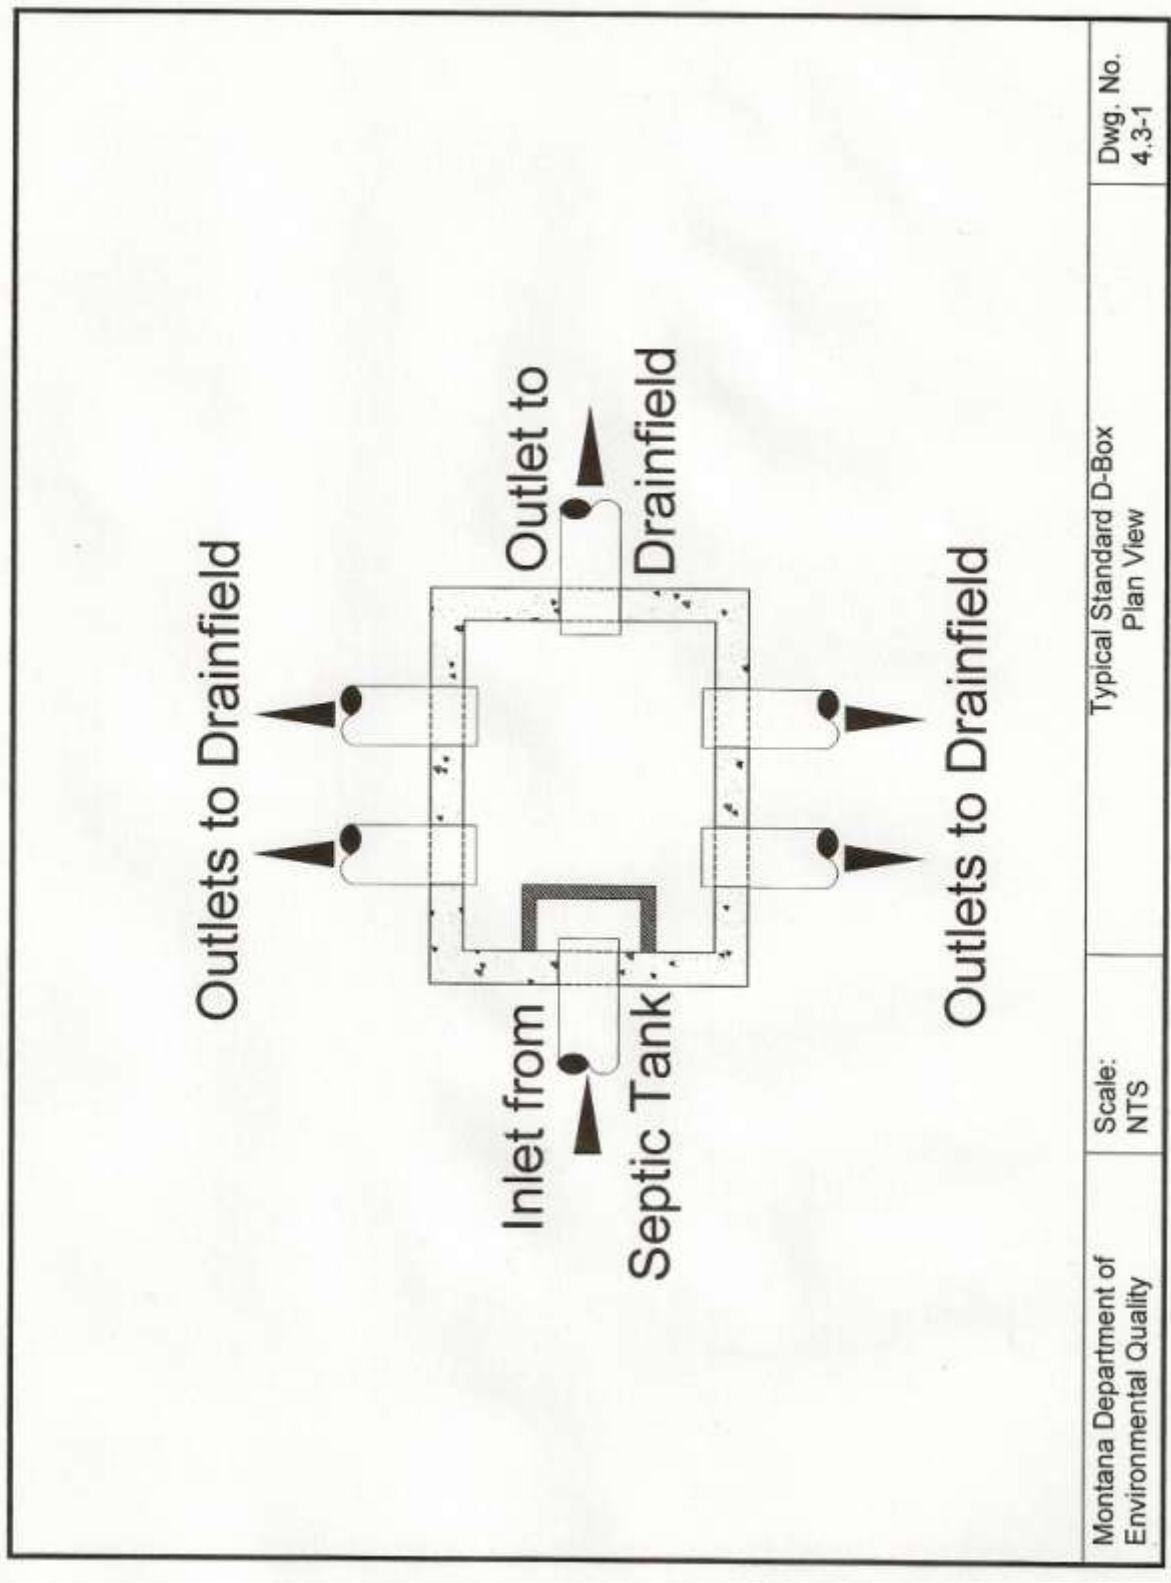 Outlets to Drainfield
Inlet from
Septic Tank
Outlet to
Drainfield
Outlets to Drainfield
Montana Department of
Environmental Quality
Scale:
NTS
Typical Standard D-Box
Plan View
Dwg. No.
4.3-1